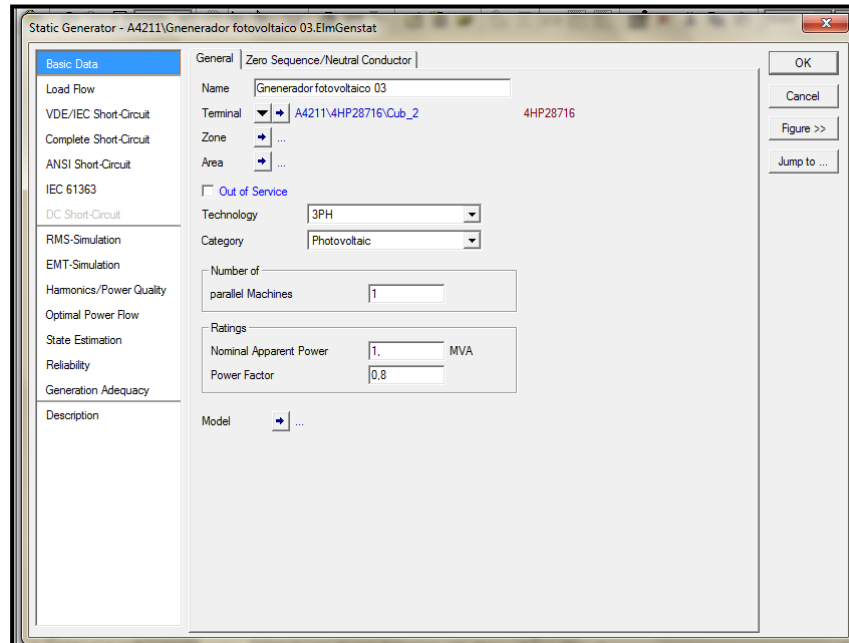 Static Generator - A4211\Gnenerador fotovoltaico 03.ElmGenstat
Basic Data
Load Flow
VDE/IEC Short-Circuit
Complete Short-Circuit
ANSI Short-Circuit
IEC 61363
DC Short-Circuit
RMS-Simulation
EMT-Simulation
Harmonics/Power Quality
Optimal Power Flow
State Estimation
Reliability
Generation Adequacy
Description
General Zero Sequence/Neutral Conductor
Name Gnenerador fotovoltaico 03
Terminal A4211\4HP28716\Cub_2 4HP28716
Zone ...
Area ...
Out of Service
Technology 3PH
Category Photovoltaic
Number of
parallel Machines 1
Ratings
Nominal Apparent Power 1, MVA
Power Factor 0,8
Model ...
OK
Cancel
Figure >>
Jump to ...